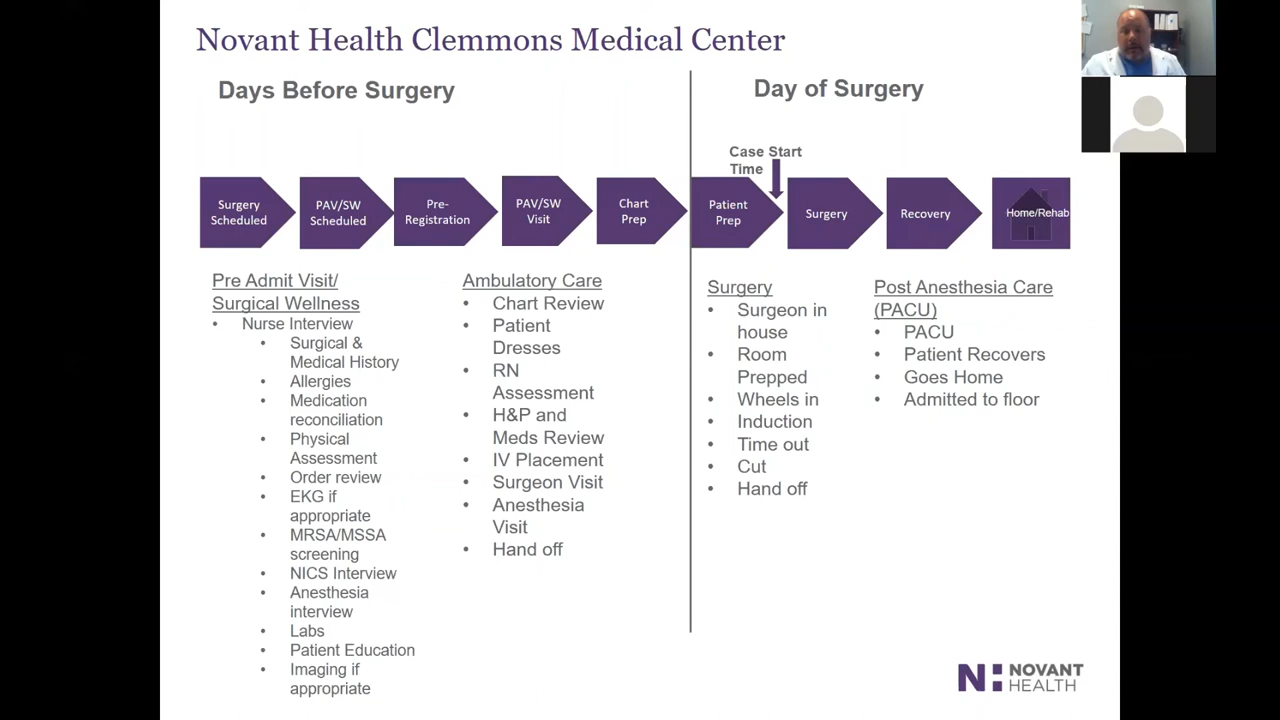 Novant Health Clemmons Medical Center
Days Before Surgery
Day of Surgery
Case Start
Time
Surgery
Scheduled
PAV/SW
Scheduled
Pre-
Registration
PAV/SW
Visit
Chart
Prep
Patient
Prep
Surgery
Recovery
Home/Rehab
Pre Admit Visit/
Surgical Wellness
• Nurse Interview
• Surgical &
Medical History
• Allergies
• Medication
reconciliation
• Physical
Assessment
• Order review
• EKG if
appropriate
• MRSA/MSSA
screening
• NICS Interview
• Anesthesia
interview
• Labs
• Patient Education
• Imaging if
appropriate
Ambulatory Care
• Chart Review
• Patient
Dresses
• RN
Assessment
• H&P and
Meds Review
• IV Placement
• Surgeon Visit
• Anesthesia
Visit
• Hand off
Surgery
• Surgeon in
house
• Room
Prepped
• Wheels in
• Induction
• Time out
• Cut
• Hand off
Post Anesthesia Care
(PACU)
• PACU
• Patient Recovers
• Goes Home
• Admitted to floor
NOVANT
HEALTH